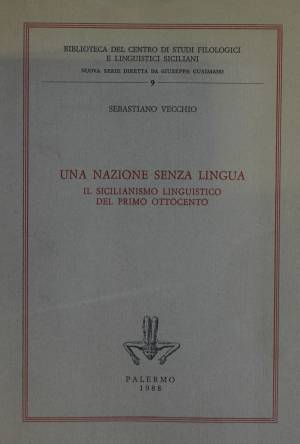 BIBLIOTECA DEL CENTRO DI STUDI FILOLOGICI
E LINGUISTICI SICILIANI
NUOVA SERIE DIRETTA DA GIUSEPPE CUSIMANO
9
SEBASTIANO VECCHIO
UNA NAZIONE SENZA LINGUA
IL SICILIANISMO LINGUISTICO
DEL PRIMO OTTOCENTO
PALERMO
1988